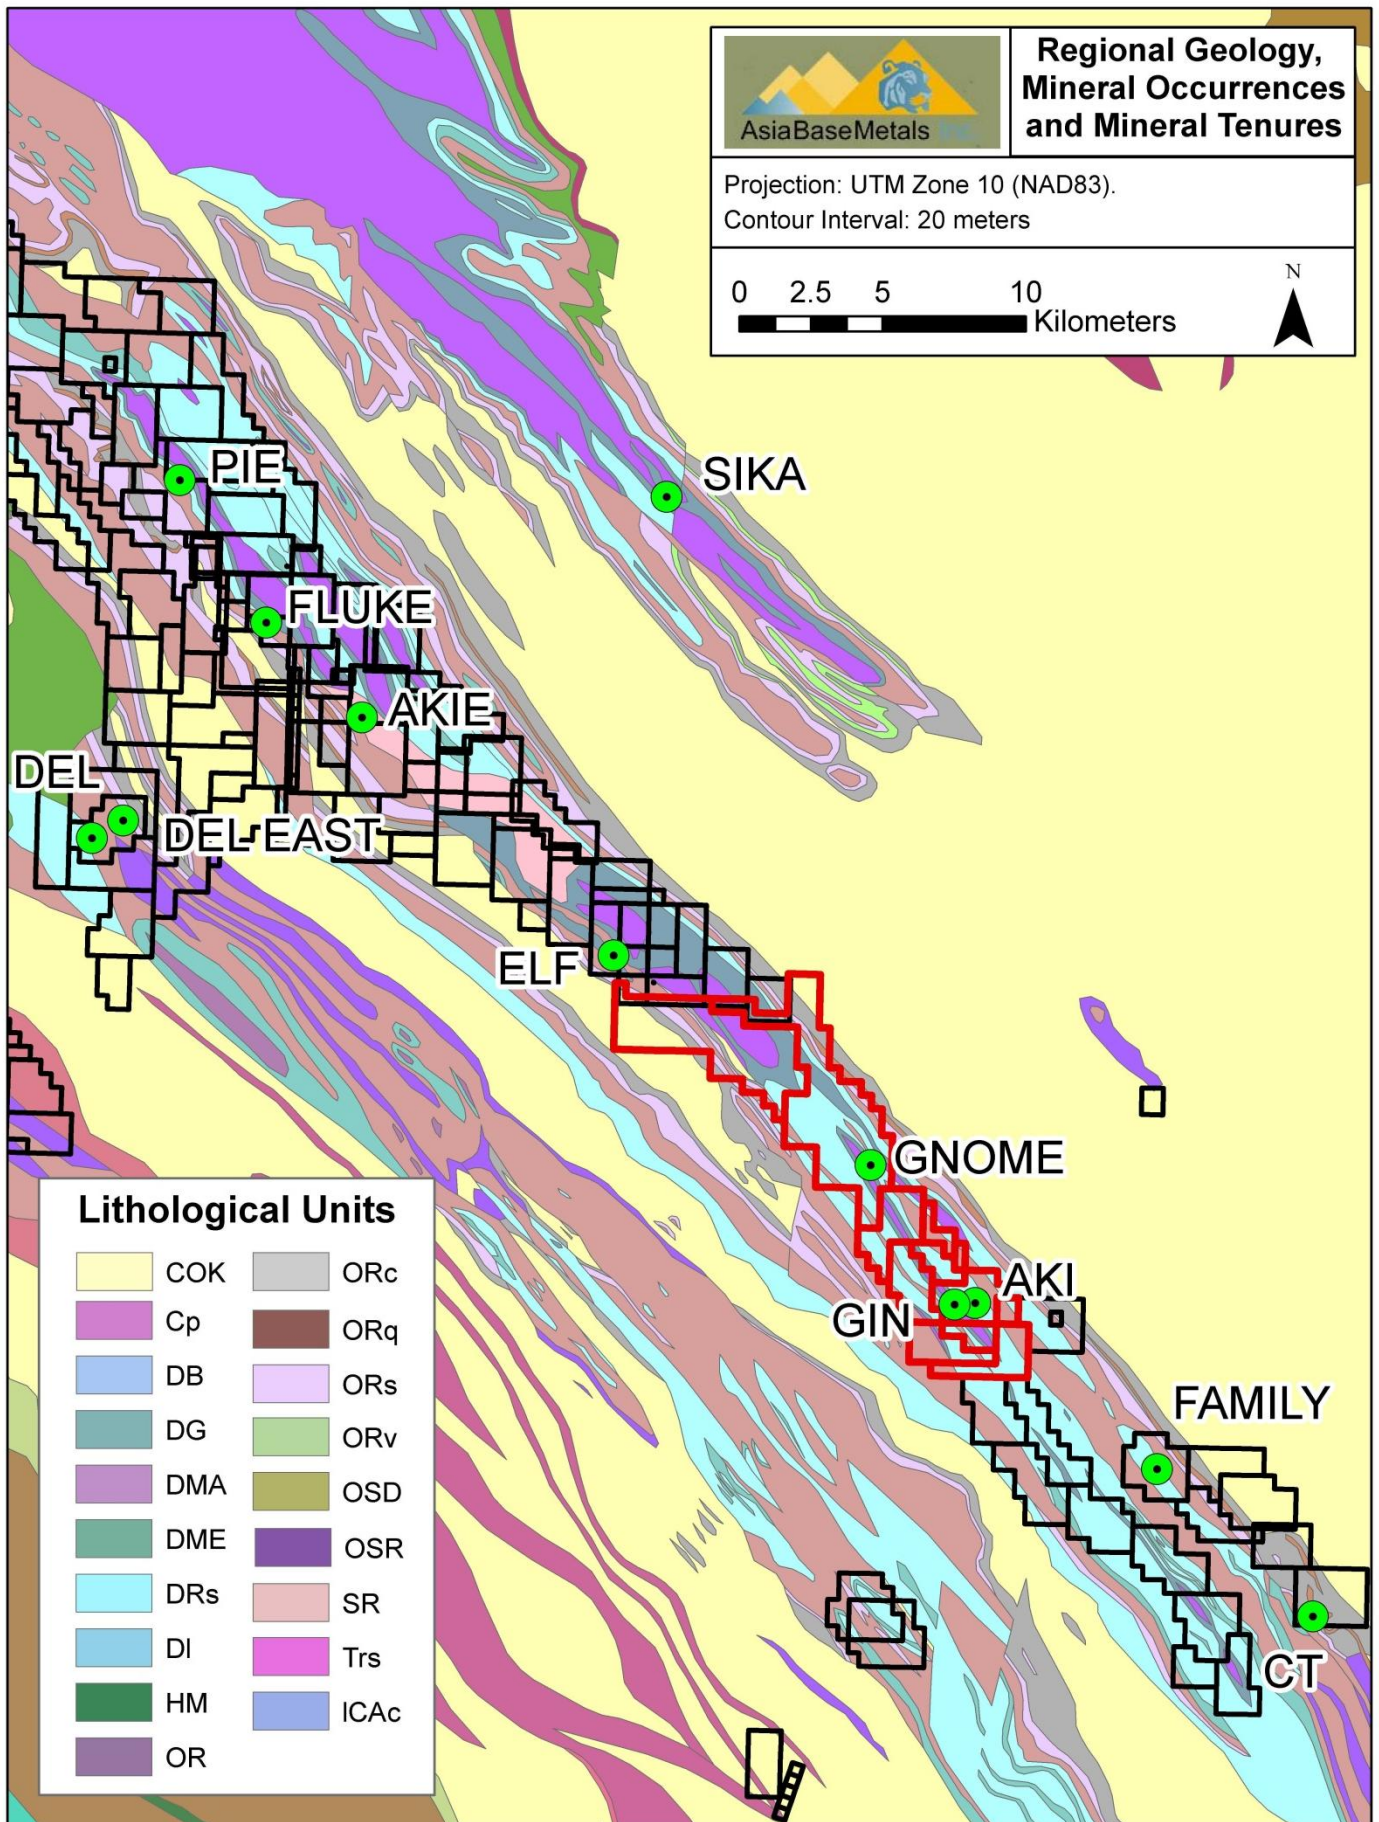 AsiaBaseMetals Inc.
Regional Geology,
Mineral Occurrences
and Mineral Tenures
Projection: UTM Zone 10 (NAD83).
Contour Interval: 20 meters
0 2.5 5 10
Kilometers
N
PIE
SIKA
FLUKE
AKIE
DEL
DEL EAST
ELF
GNOME
AKI
GIN
FAMILY
CT
Lithological Units
COK
Cp
DB
DG
DMA
DME
DRs
DI
HM
OR
ORc
ORq
ORs
ORv
OSD
OSR
SR
Trs
ICAc